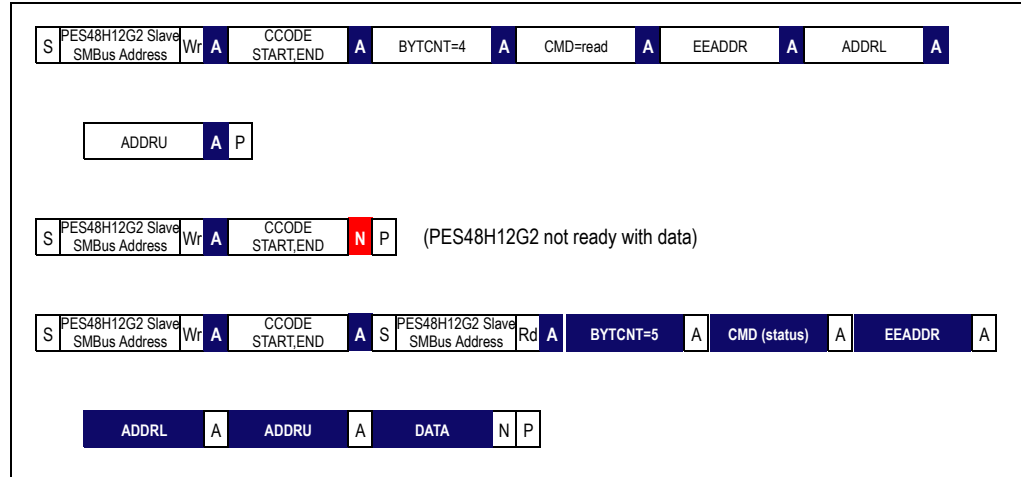 S PES48H12G2 Slave SMBus Address Wr A CCODE START,END A BYTCNT=4 A CMD=read A EEADDR A ADDRL A
ADDRU A P
S PES48H12G2 Slave SMBus Address Wr A CCODE START,END N P (PES48H12G2 not ready with data)
S PES48H12G2 Slave SMBus Address Wr A CCODE START,END A S PES48H12G2 Slave SMBus Address Rd A BYTCNT=5 A CMD (status) A EEADDR A
ADDRL A ADDRU A DATA N P